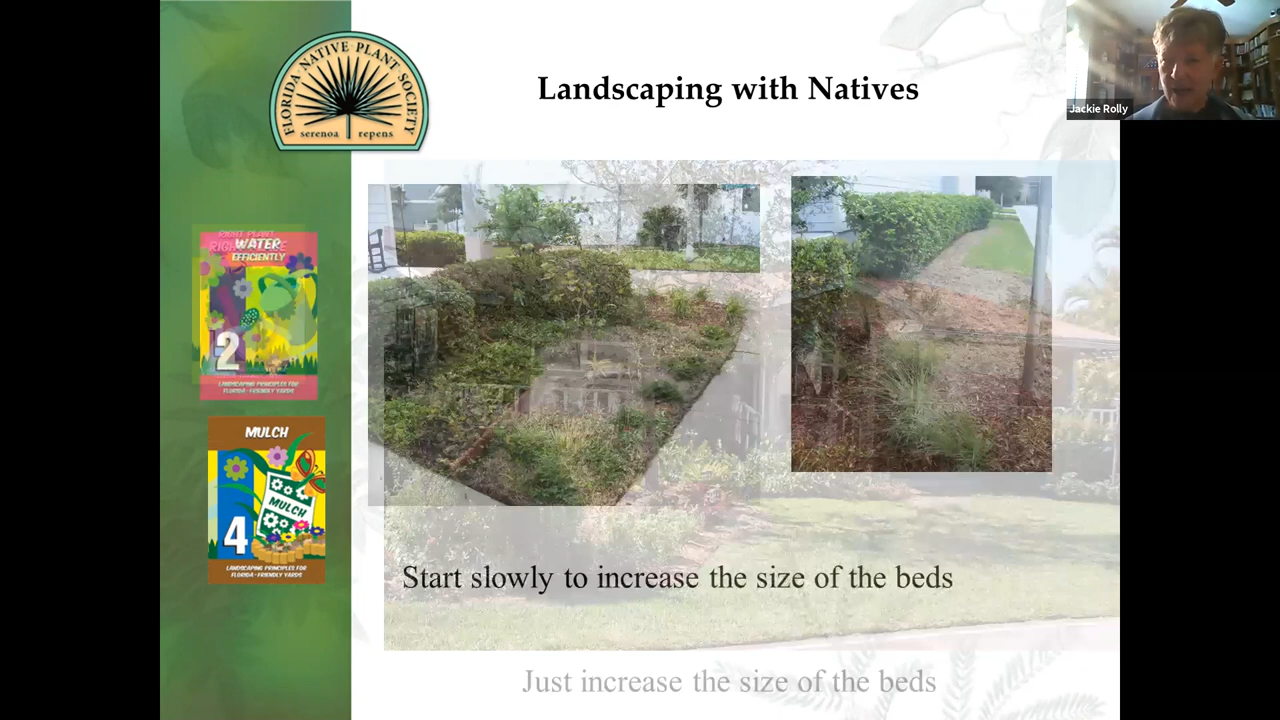 FLORIDA NATIVE PLANT SOCIETY
serenoa repens
Landscaping with Natives
Jackie Rolly
RIGHT PLANT
WATER
EFFICIENTLY
2
LANDSCAPING PRINCIPLES FOR
FLORIDA-FRIENDLY YARDS
MULCH
MULCH
4
LANDSCAPING PRINCIPLES FOR
FLORIDA-FRIENDLY YARDS
Start slowly to increase the size of the beds
Just increase the size of the beds